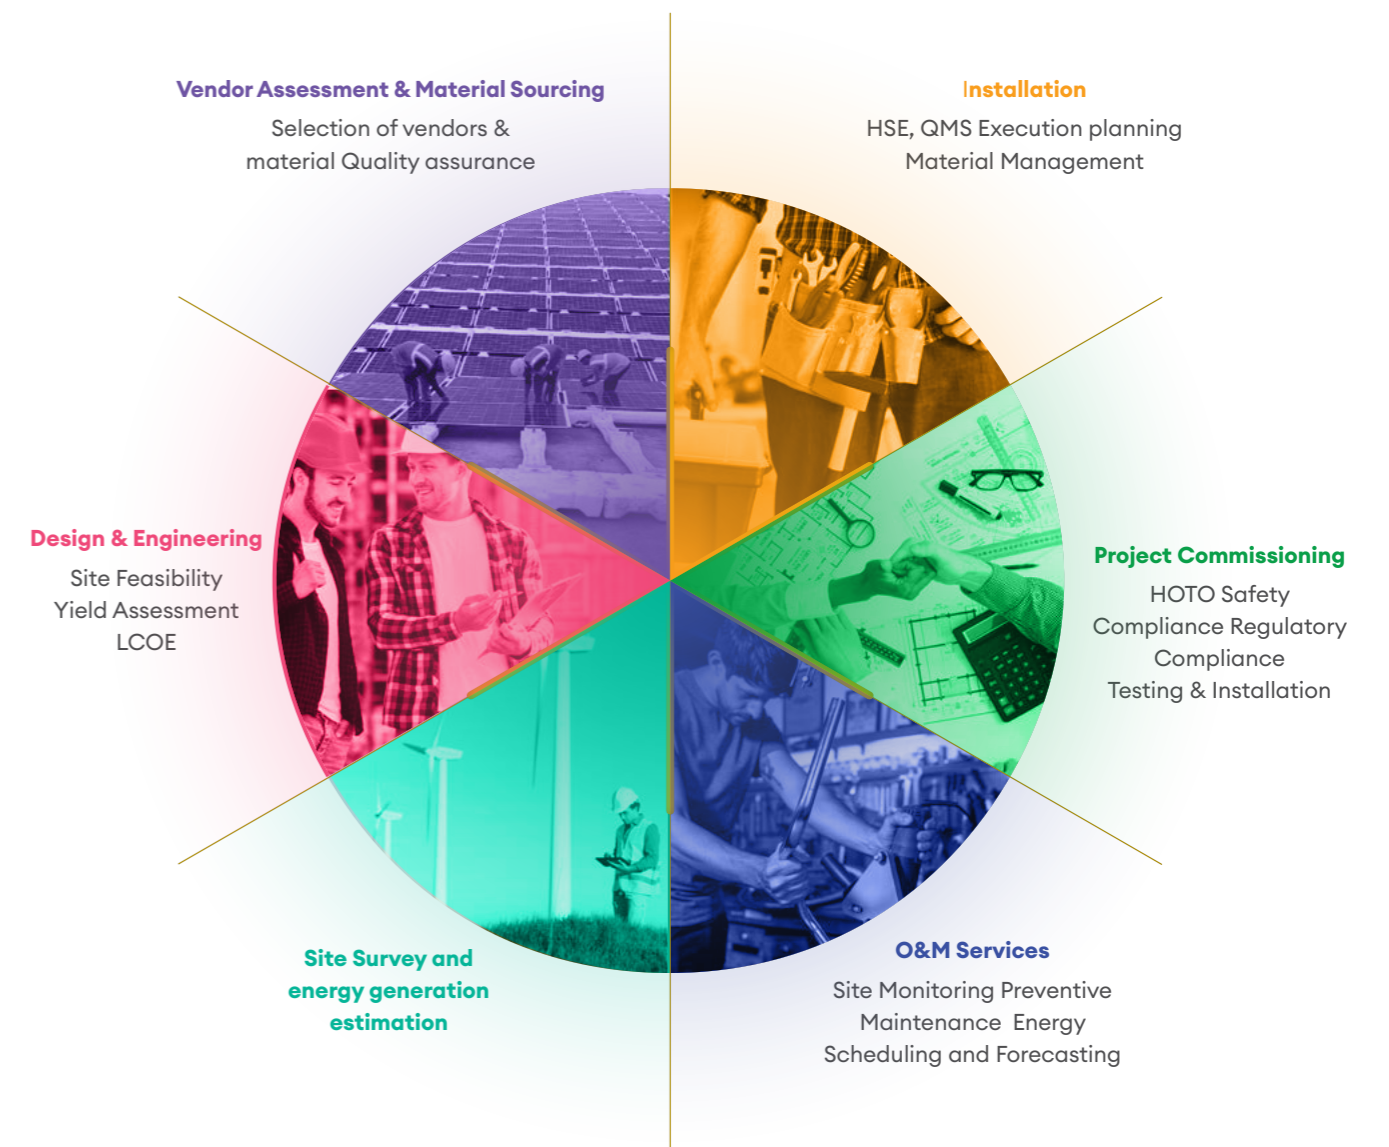 Vendor Assessment & Material Sourcing
Selection of vendors &
material Quality assurance
Installation
HSE, QMS Execution planning
Material Management
Design & Engineering
Site Feasibility
Yield Assessment
LCOE
Project Commissioning
HOTO Safety
Compliance Regulatory
Compliance
Testing & Installation
Site Survey and
energy generation
estimation
O&M Services
Site Monitoring Preventive
Maintenance  Energy
Scheduling and Forecasting